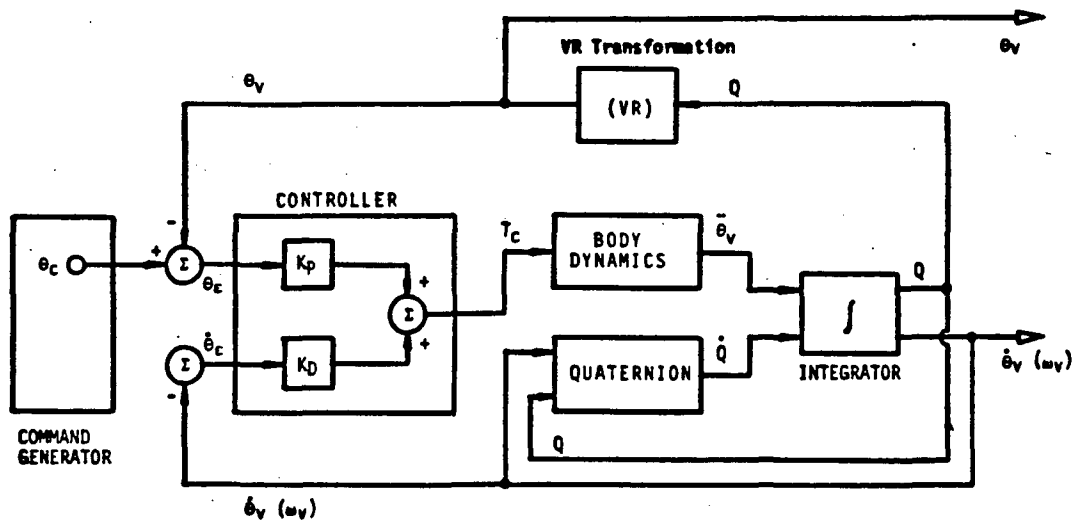 θV
VR Transformation
θV
(VR)
Q
CONTROLLER
θC
-
+
Σ
θε
KP
+
Σ
+
TC
BODY
DYNAMICS
θ̄V
∫
INTEGRATOR
Q
Σ
-
θ̇ε
KD
QUATERNION
Q̇
θ̇V (ωV)
Q
COMMAND
GENERATOR
θ̇V (ωV)